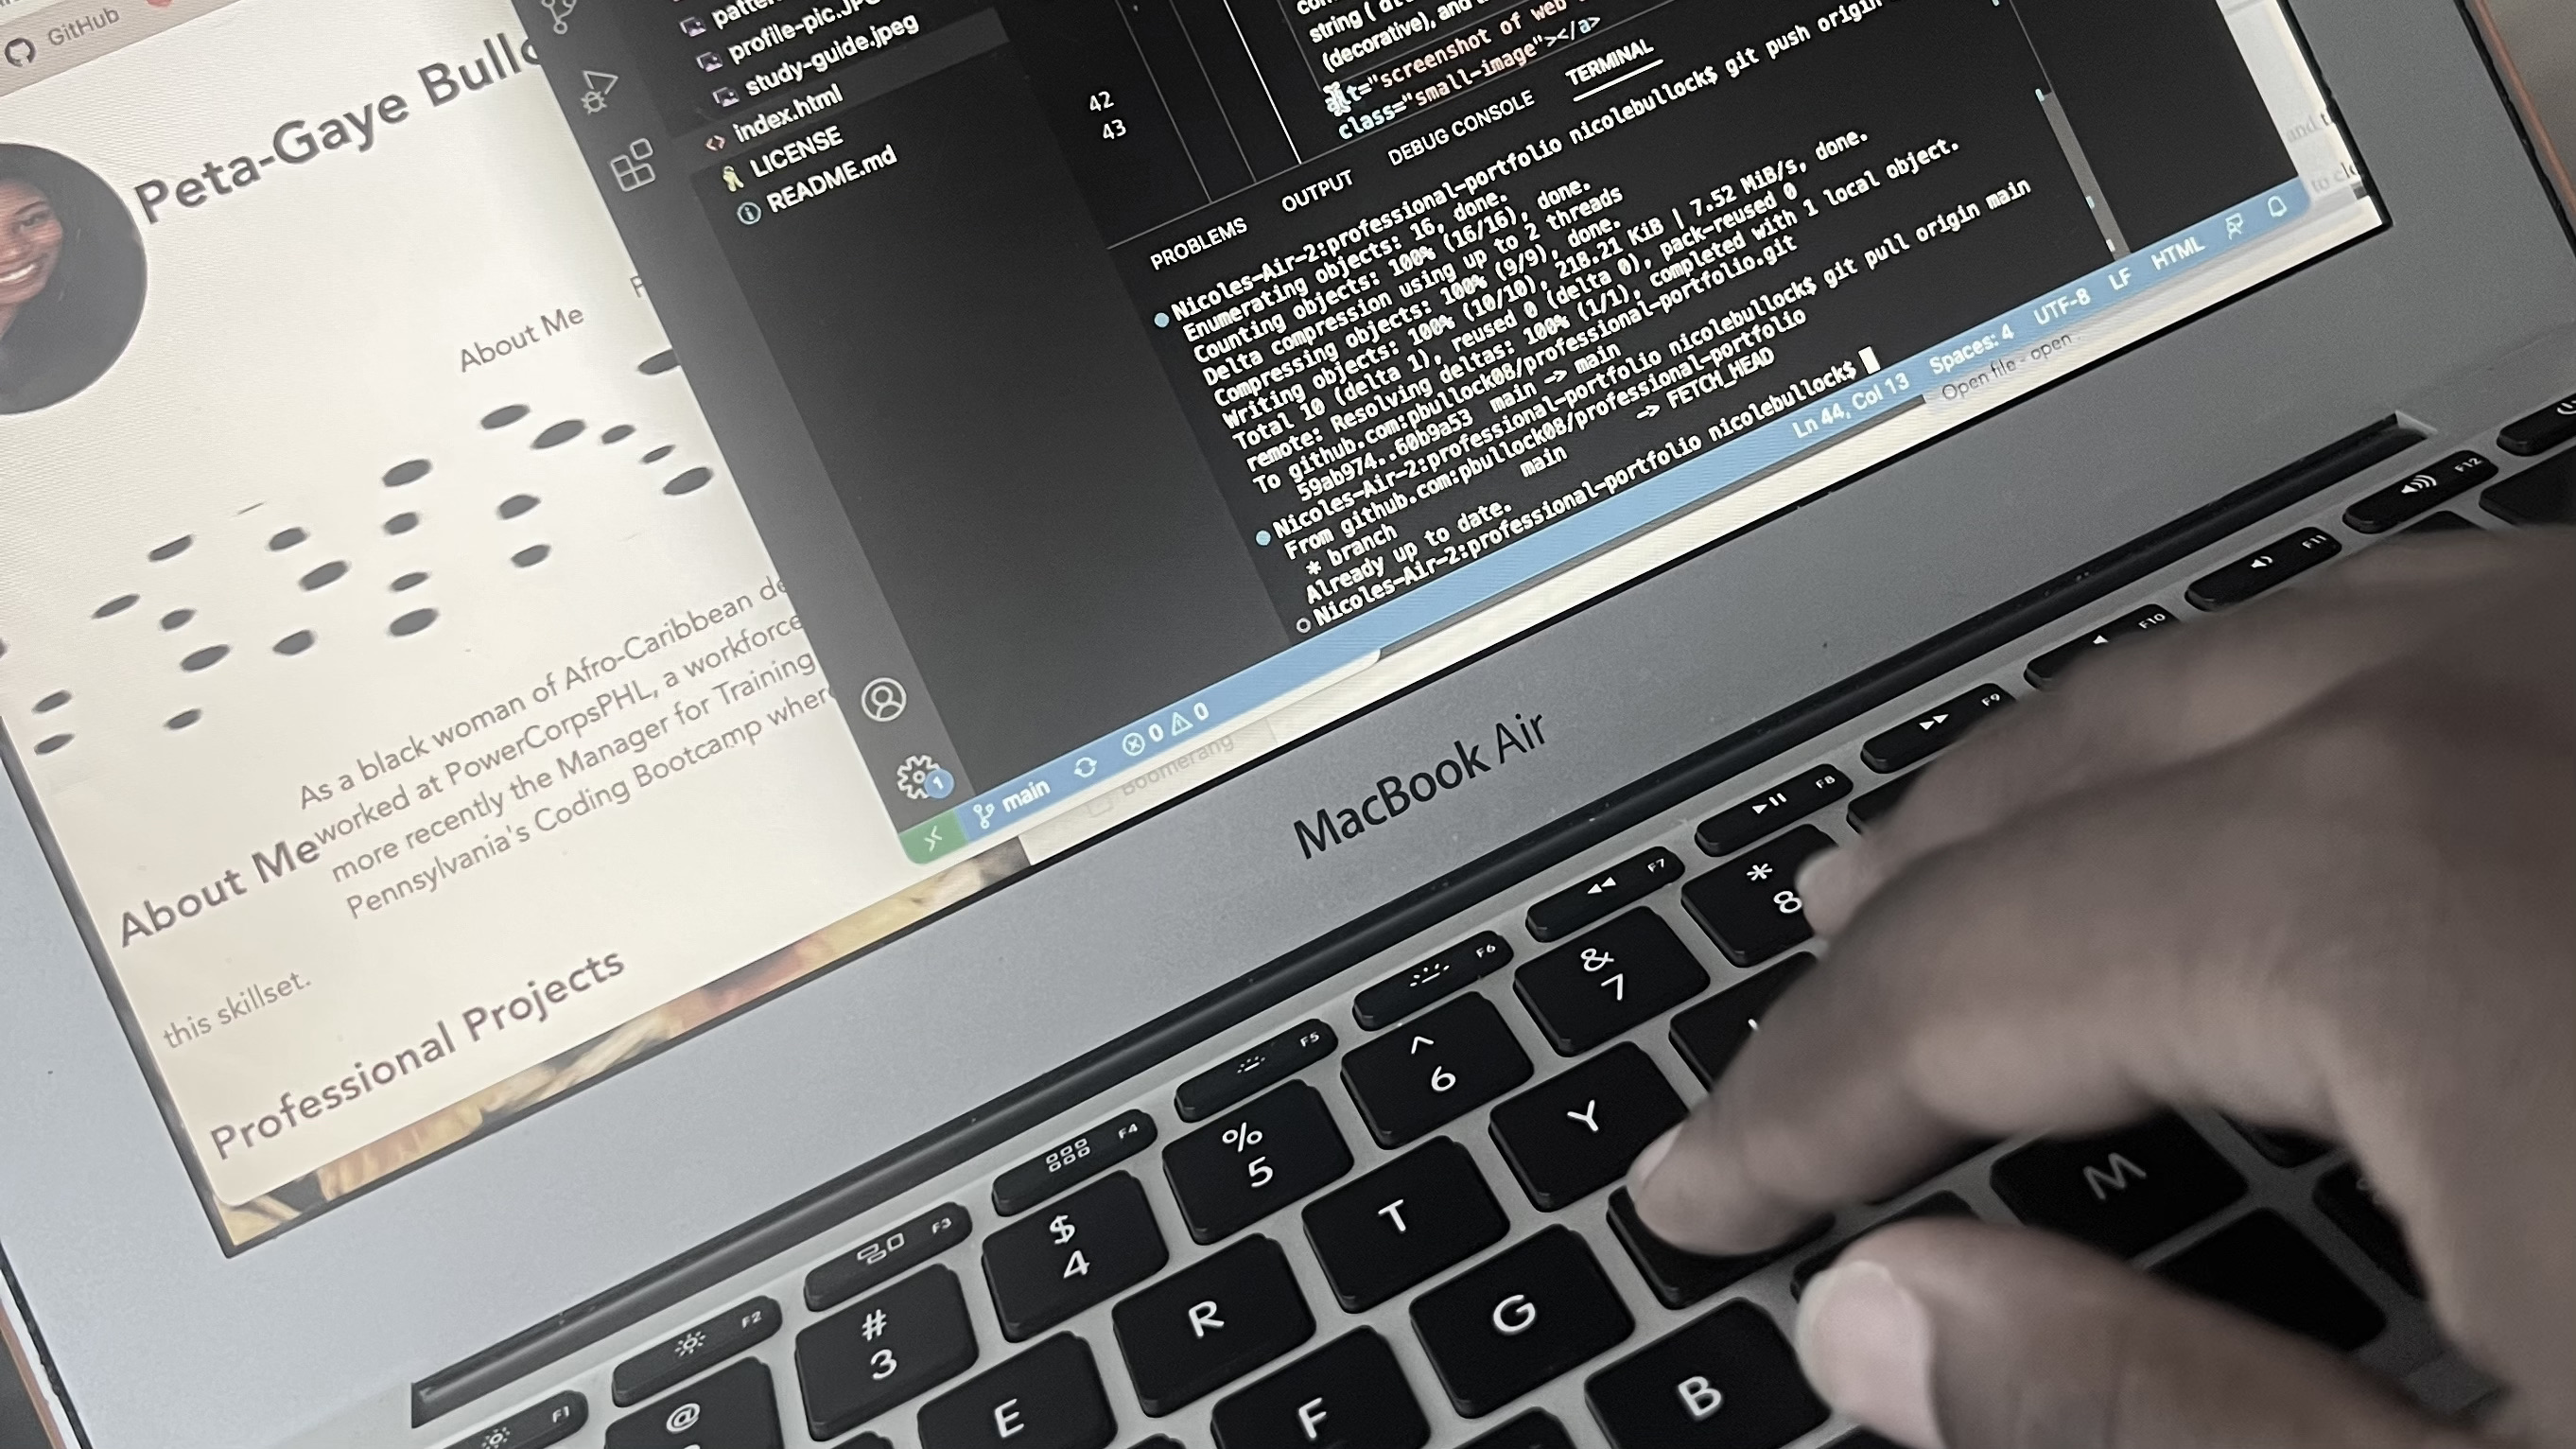 GitHub
Peta-Gaye Bullo
About Me
As a black woman of Afro-Caribbean de
worked at PowerCorpsPHL, a workforce
more recently the Manager for Training
Pennsylvania's Coding Bootcamp wher
About Me
this skillset.
Professional Projects
profile-pic.JPG
study-guide.jpeg
index.html
LICENSE
README.md
42
43
string (
(decorative), and
"screenshot of web
class="small-image"></a>
PROBLEMS OUTPUT DEBUG CONSOLE TERMINAL
Nicoles-Air-2:professional-portfolio nicolebullock$ git push origin
Enumerating objects: 16, done.
Counting objects: 100% (16/16), done.
Delta compression using up to 2 threads
Compressing objects: 100% (9/9), done.
Writing objects: 100% (10/10), 218.21 KiB | 7.52 MiB/s, done.
Total 10 (delta 1), reused 0 (delta 0), pack-reused 0
remote: Resolving deltas: 100% (1/1), completed with 1 local object.
To github.com:pbullock08/professional-portfolio.git
59ab974..60b9a53 main -> main
Nicoles-Air-2:professional-portfolio nicolebullock$ git pull origin main
From github.com:pbullock08/professional-portfolio
* branch main -> FETCH_HEAD
Already up to date.
Nicoles-Air-2:professional-portfolio nicolebullock$
main 0 0 Ln 44, Col 13 Spaces: 4 UTF-8 LF HTML
1
Boomerang
Open file - open
and t
to cl
MacBook Air
F1 F2 F3 F4 F5 F6 F7 F8 F9 F10 F11 F12
@ # 3 $ 4 % 5 ^ 6 & 7 * 8
E R T Y
F G
B M